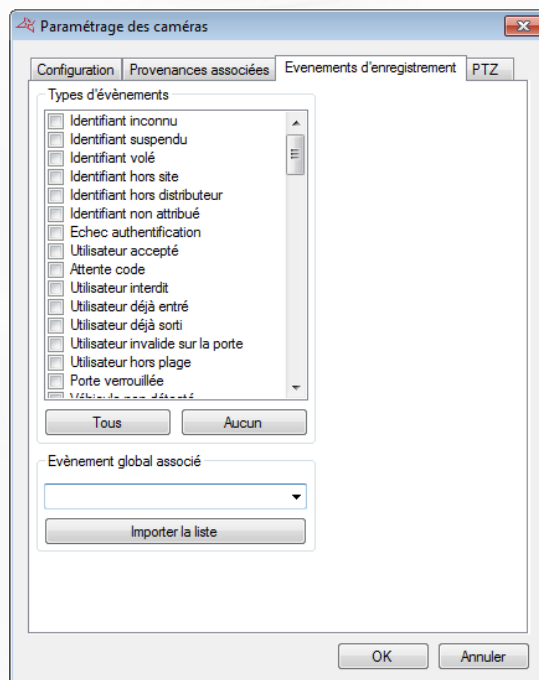 Paramétrage des caméras
Configuration Provenances associées Evenements d'enregistrement PTZ
Types d'évènements
Identifiant inconnu
Identifiant suspendu
Identifiant volé
Identifiant hors site
Identifiant hors distributeur
Identifiant non attribué
Echec authentification
Utilisateur accepté
Attente code
Utilisateur interdit
Utilisateur déjà entré
Utilisateur déjà sorti
Utilisateur invalide sur la porte
Utilisateur hors plage
Porte verrouillée
Véhicule non détecté
Tous Aucun
Evènement global associé
Importer la liste
OK Annuler